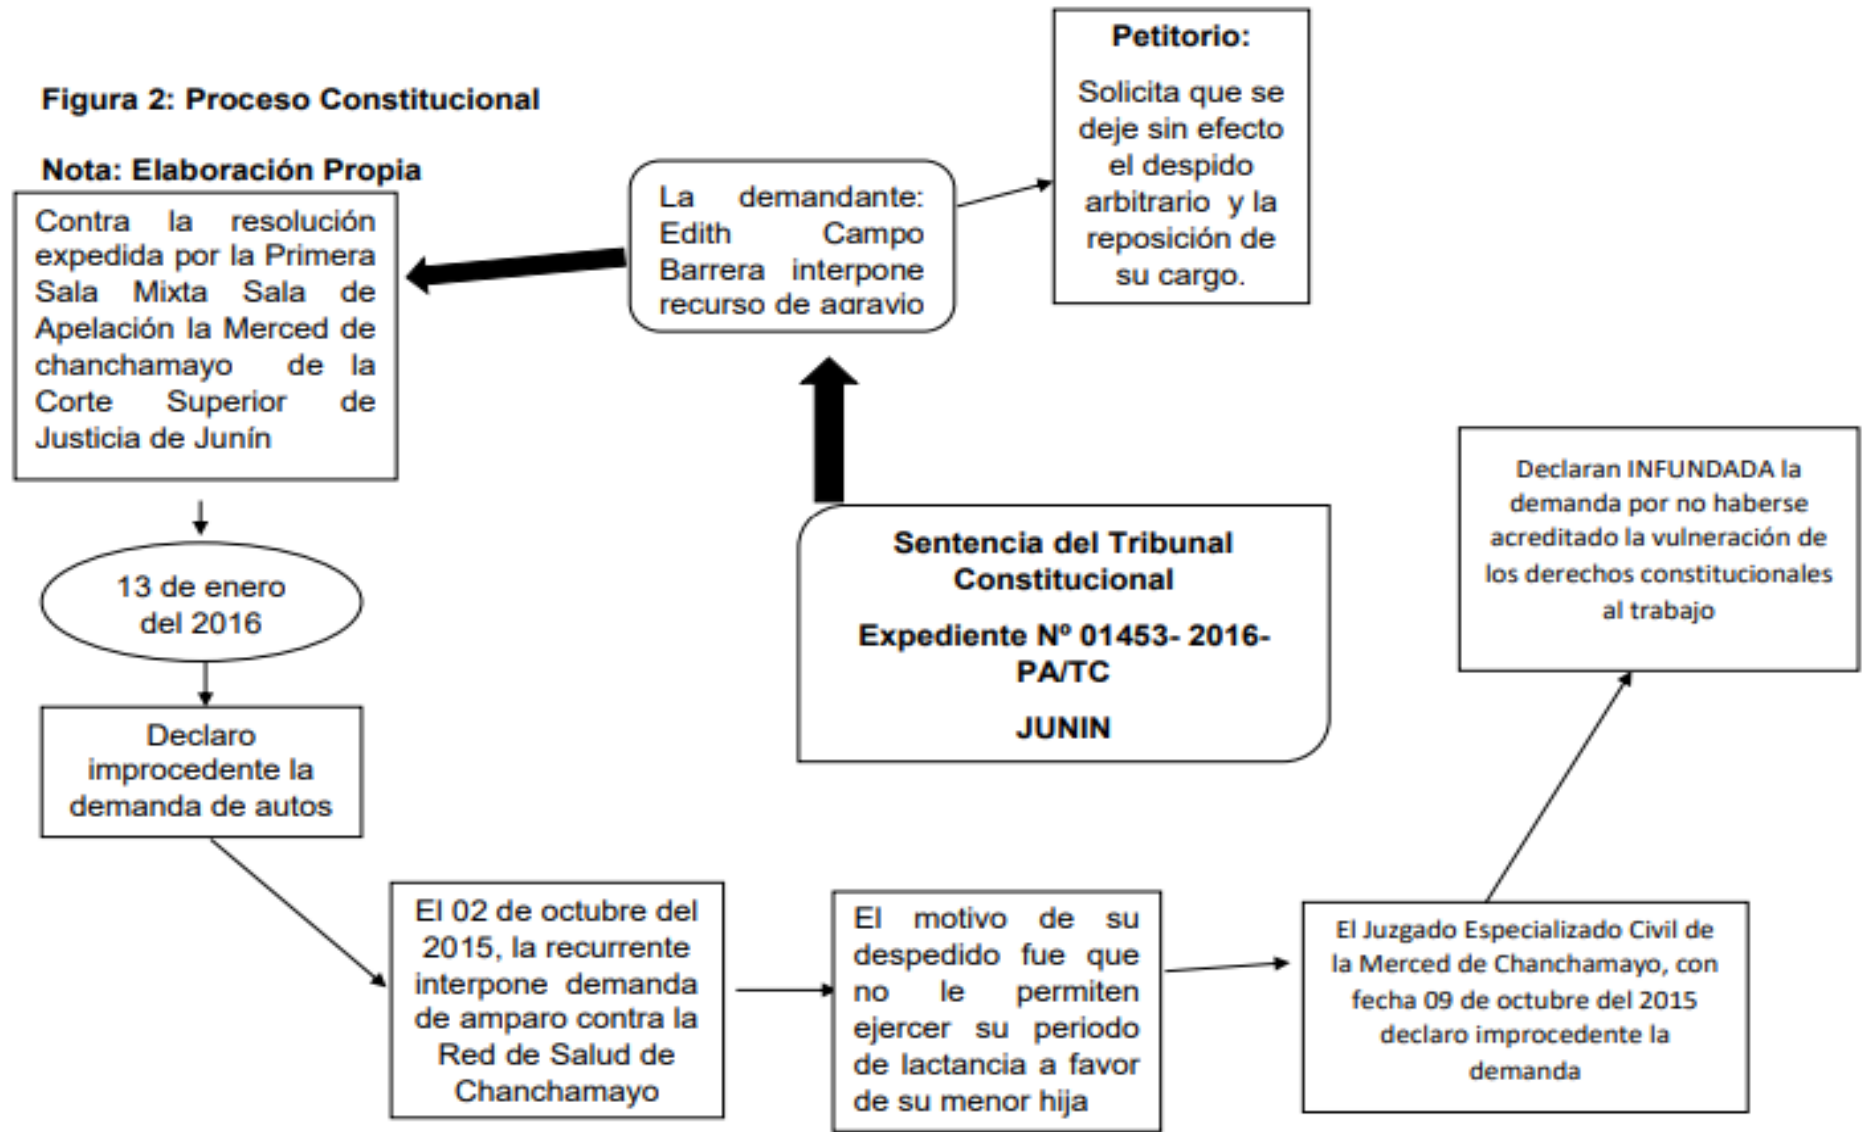 Figura 2: Proceso Constitucional
Nota: Elaboración Propia
Petitorio:
Solicita que se
deje sin efecto
el despido
arbitrario y la
reposición de
su cargo.
La demandante:
Edith Campo
Barrera interpone
recurso de agravio
Contra la resolución
expedida por la Primera
Sala Mixta Sala de
Apelación la Merced de
chanchamayo de la
Corte Superior de
Justicia de Junín
13 de enero
del 2016
Declaro
improcedente la
demanda de autos
Sentencia del Tribunal
Constitucional
Expediente Nº 01453- 2016-
PA/TC
JUNIN
El 02 de octubre del
2015, la recurrente
interpone demanda
de amparo contra la
Red de Salud de
Chanchamayo
El motivo de su
despedido fue que
no le permiten
ejercer su periodo
de lactancia a favor
de su menor hija
El Juzgado Especializado Civil de
la Merced de Chanchamayo, con
fecha 09 de octubre del 2015
declaro improcedente la
demanda
Declaran INFUNDADA la
demanda por no haberse
acreditado la vulneración de
los derechos constitucionales
al trabajo